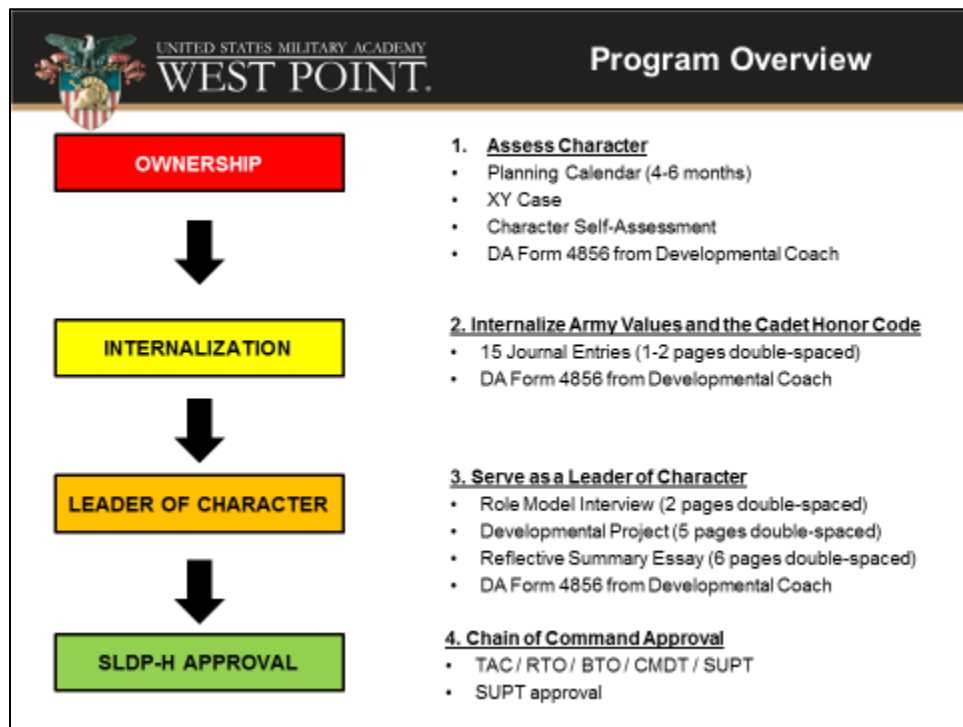 UNITED STATES MILITARY ACADEMY
WEST POINT.
Program Overview
OWNERSHIP
1. Assess Character
• Planning Calendar (4-6 months)
• XY Case
• Character Self-Assessment
• DA Form 4856 from Developmental Coach
INTERNALIZATION
2. Internalize Army Values and the Cadet Honor Code
• 15 Journal Entries (1-2 pages double-spaced)
• DA Form 4856 from Developmental Coach
LEADER OF CHARACTER
3. Serve as a Leader of Character
• Role Model Interview (2 pages double-spaced)
• Developmental Project (5 pages double-spaced)
• Reflective Summary Essay (6 pages double-spaced)
• DA Form 4856 from Developmental Coach
SLDP-H APPROVAL
4. Chain of Command Approval
• TAC / RTO / BTO / CMDT / SUPT
• SUPT approval